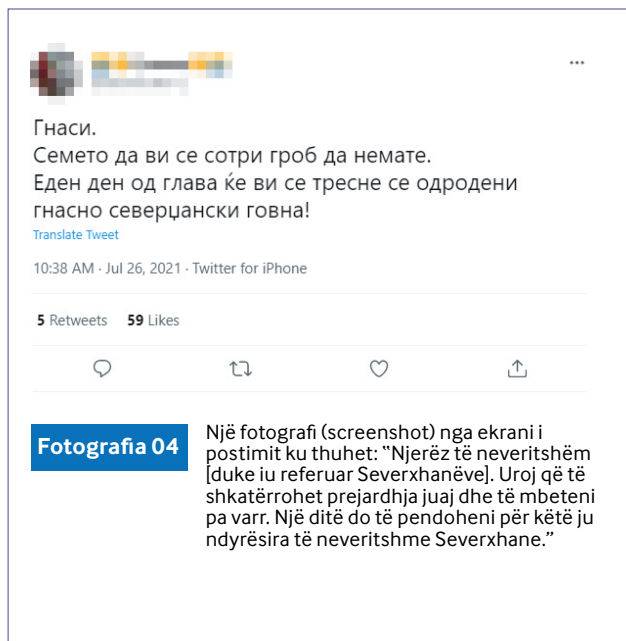 Гнаси.
Семето да ви се сотри гроб да немате.
Еден ден од глава ќе ви се тресне се одродени
гнасно северџански говна!
Translate Tweet
10:38 AM · Jul 26, 2021 · Twitter for iPhone
5 Retweets 59 Likes
Fotografia 04
Një fotografi (screenshot) nga ekrani i
postimit ku thuhet: “Njerëz të neveritshëm
[duke iu referuar Severxhanëve]. Uroj që të
shkatërrohet prejardhja juaj dhe të mbeteni
pa varr. Një ditë do të pendoheni për këtë ju
ndyrësira të neveritshme Severxhane.”